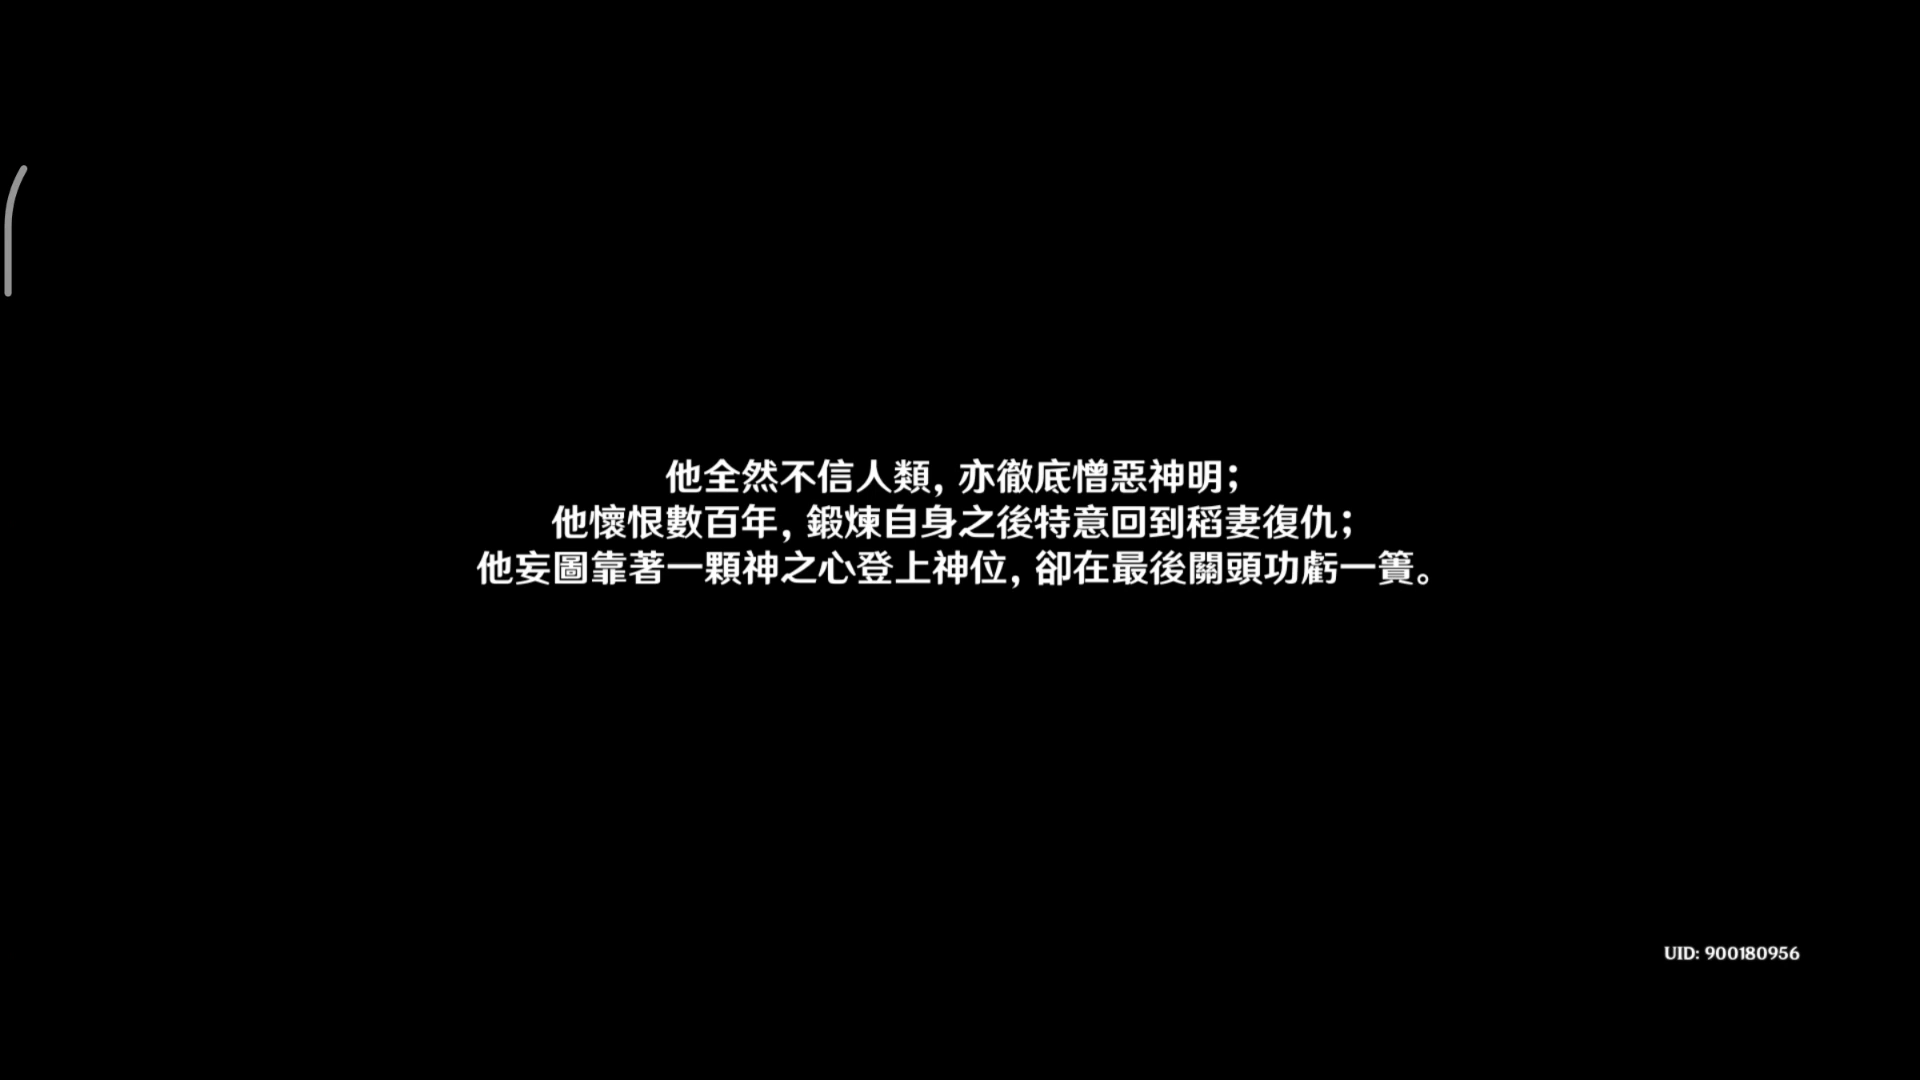 他全然不信人類，亦徹底憎惡神明；
他懷恨數百年，鍛煉自身之後特意回到稻妻復仇；
他妄圖靠著一顆神之心登上神位，卻在最後關頭功虧一簣。
UID: 900180956